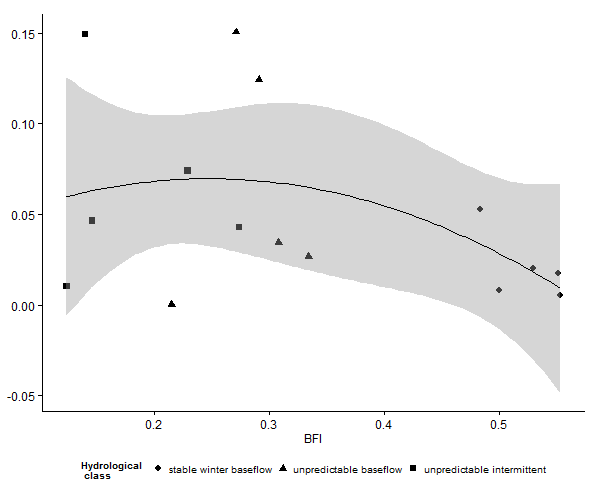 0.15
0.10
0.05
0.00
-0.05
0.2 0.3 0.4 0.5
BFI
Hydrological
class
stable winter baseflow unpredictable baseflow unpredictable intermittent